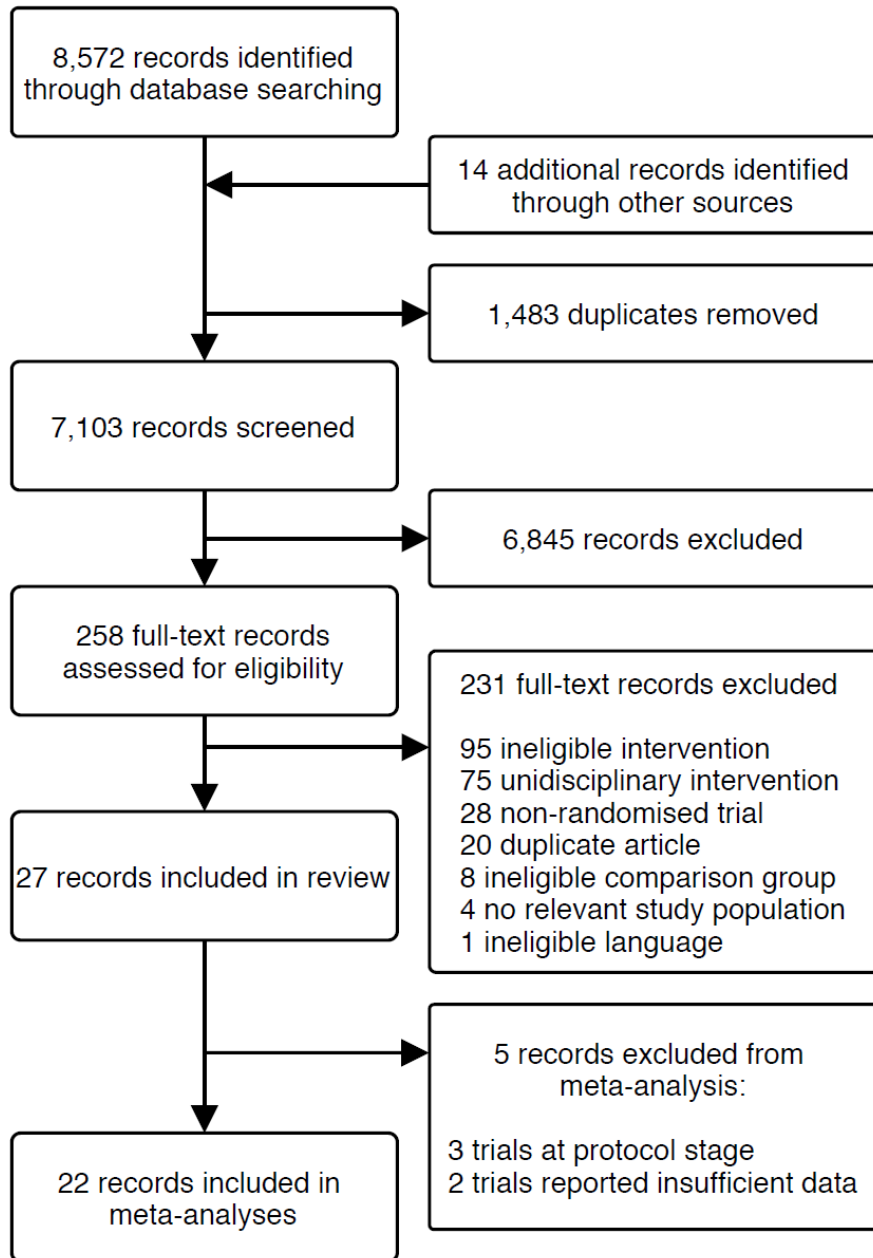 8,572 records identified
through database searching
14 additional records identified
through other sources
1,483 duplicates removed
7,103 records screened
6,845 records excluded
258 full-text records
assessed for eligibility
231 full-text records excluded
95 ineligible intervention
75 unidisciplinary intervention
28 non-randomised trial
20 duplicate article
8 ineligible comparison group
4 no relevant study population
1 ineligible language
27 records included in review
5 records excluded from
meta-analysis:
3 trials at protocol stage
2 trials reported insufficient data
22 records included in
meta-analyses